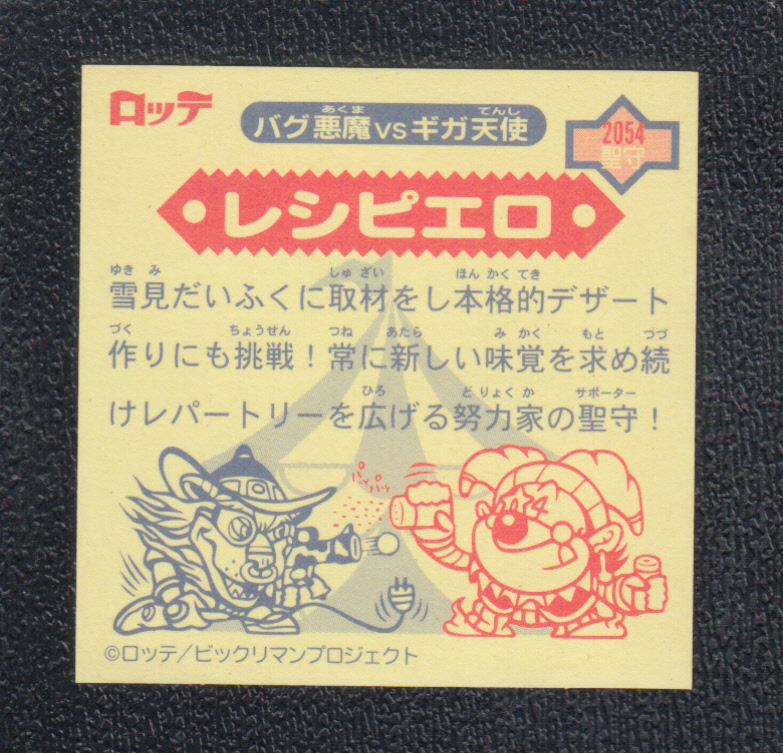 ロッテ
バグ悪魔vsギガ天使
あくま
てんし
2054
聖守
レシピエロ
ゆき み しゅ ざい ほん かく てき
雪見だいふくに取材をし本格的デザート
づく ちょうせん つね あたら み かく もと つづ
作りにも挑戦！常に新しい味覚を求め続
ひろ ど りょく か サポーター
けレパートリーを広げる努力家の聖守！
パッパッ
©ロッテ/ビックリマンプロジェクト